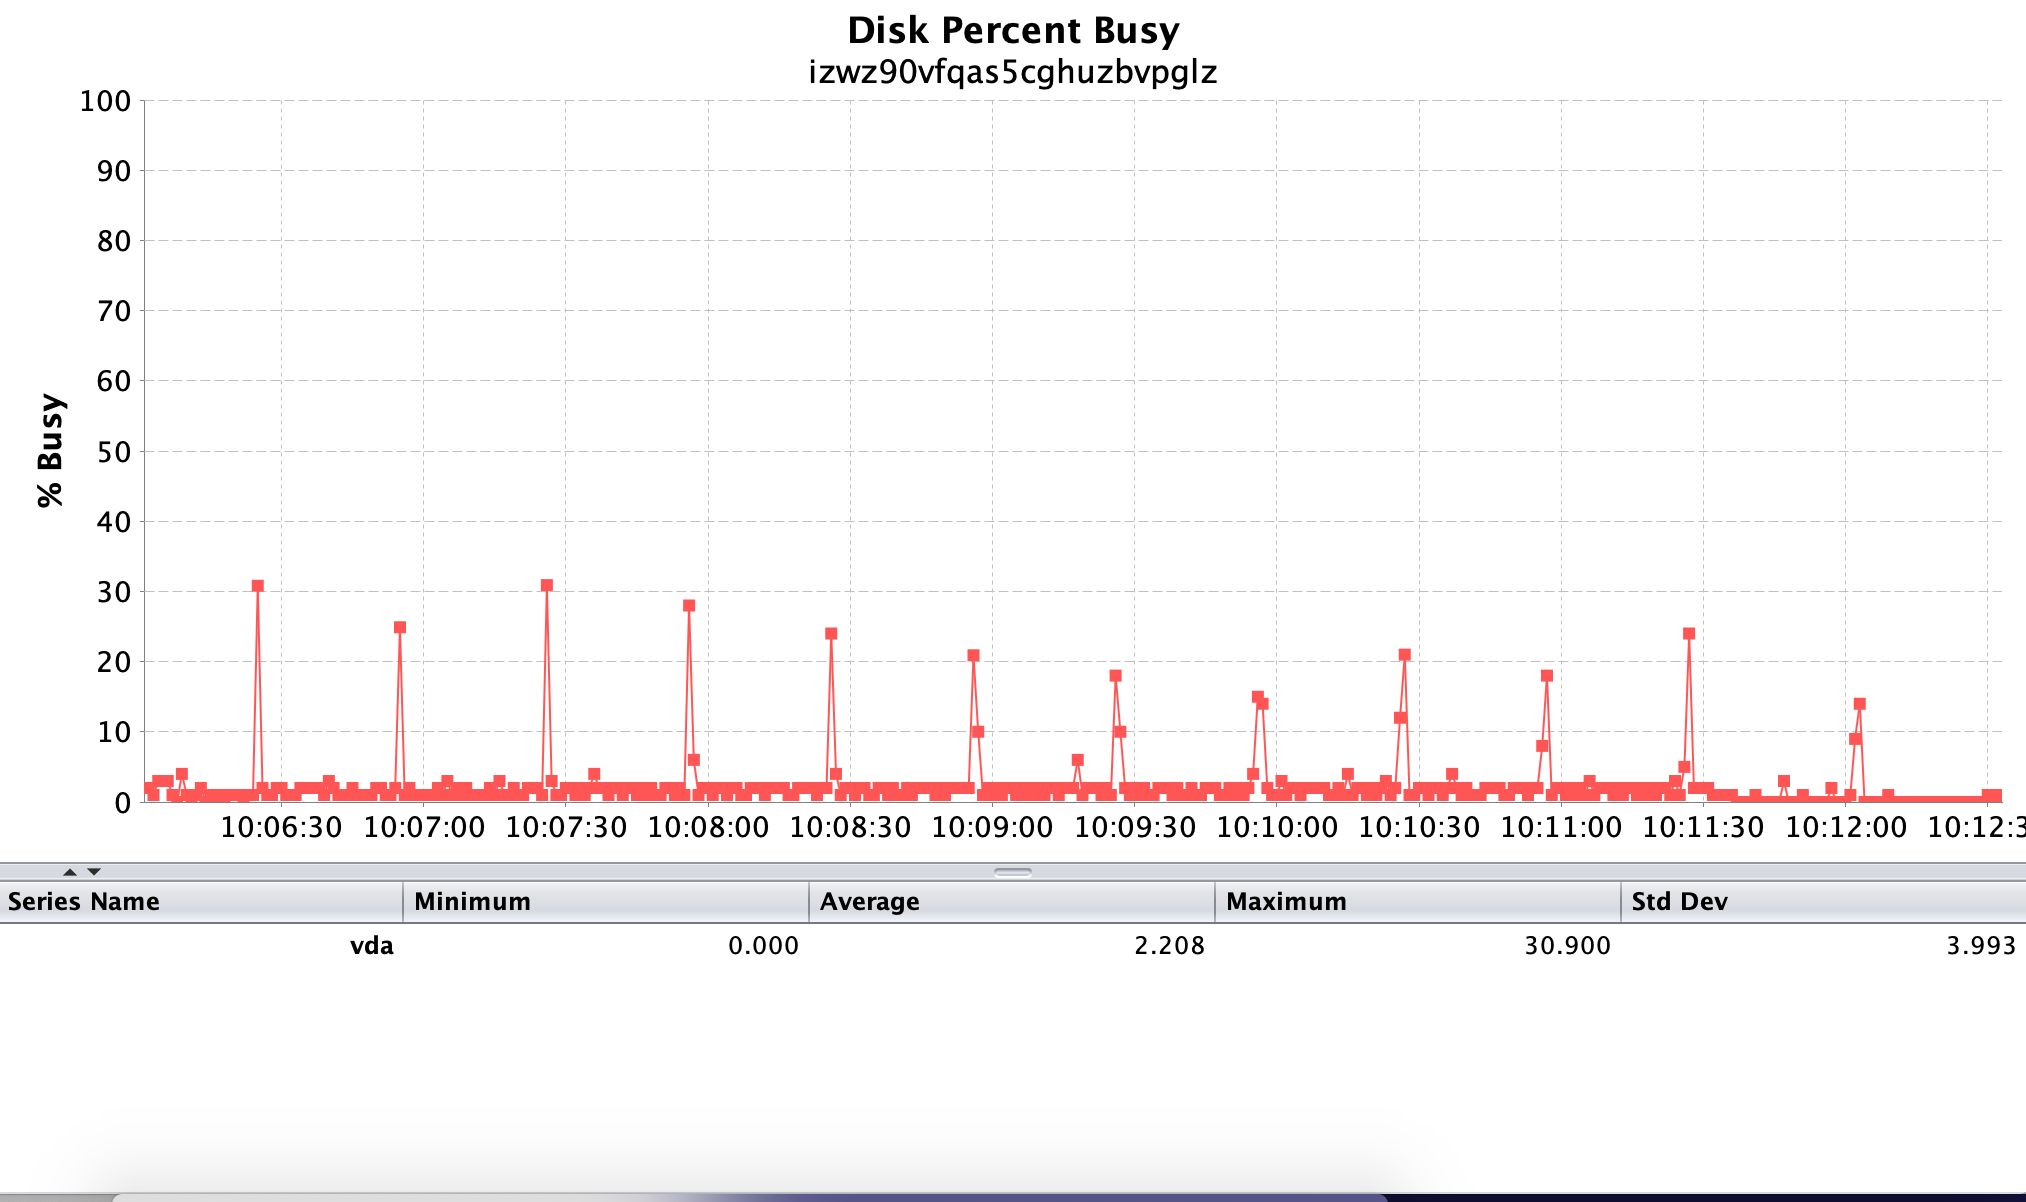 Disk Percent Busy
izwz90vfqas5cghuzbvpglz
100
90
80
70
60
50
40
30
20
10
0
% Busy
10:06:30 10:07:00 10:07:30 10:08:00 10:08:30 10:09:00 10:09:30 10:10:00 10:10:30 10:11:00 10:11:30 10:12:00 10:12:3
Series Name Minimum Average Maximum Std Dev
vda 0.000 2.208 30.900 3.993